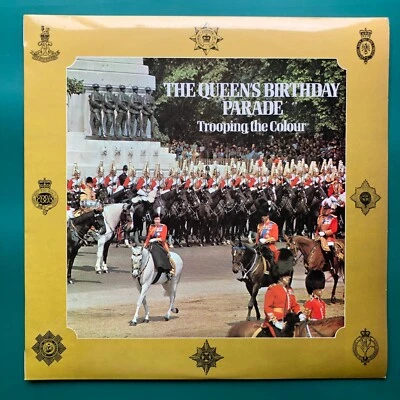 THE QUEEN'S BIRTHDAY
PARADE
Trooping the Colour